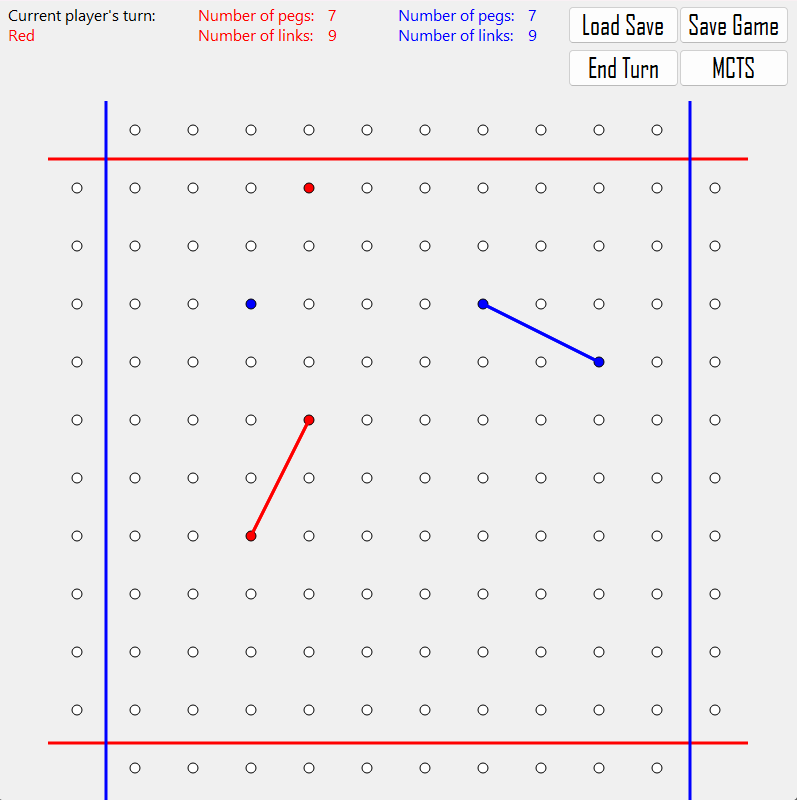 Current player's turn: Number of pegs: 7 Number of pegs: 7 Load Save Save Game
Red Number of links: 9 Number of links: 9
End Turn MCTS